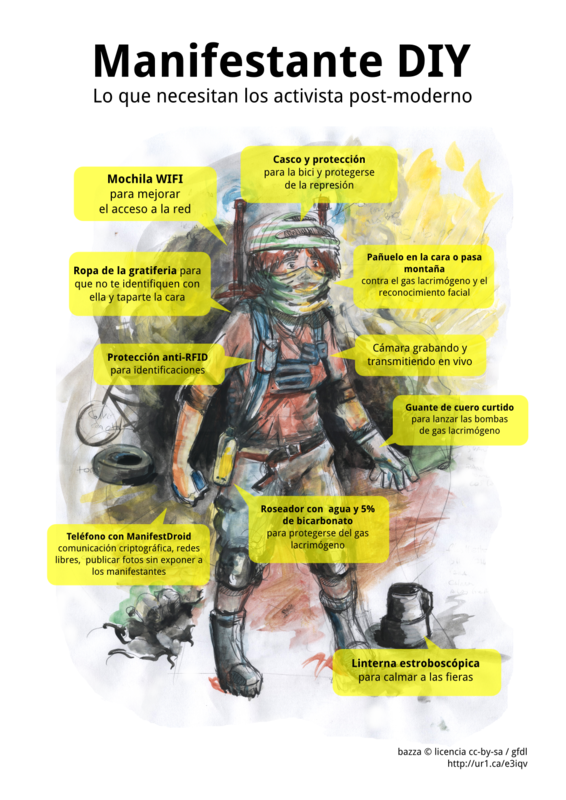 Manifestante DIY
Lo que necesitan los activista post-moderno
Casco y protección
para la bici y protegerse
de la represión
Mochila WIFI
para mejorar
el acceso a la red
Pañuelo en la cara o pasa
montaña
contra el gas lacrimógeno y el
reconocimiento facial
Ropa de la gratiferia para
que no te identifiquen con
ella y taparte la cara
Cámara grabando y
transmitiendo en vivo
Protección anti-RFID
para identificaciones
Guante de cuero curtido
para lanzar las bombas
de gas lacrimógeno
Roseador con agua y 5%
de bicarbonato
para protegerse del gas
lacrimógeno
Teléfono con ManifestDroid
comunicación criptográfica, redes
libres, publicar fotos sin exponer a
los manifestantes
Linterna estroboscópica
para calmar a las fieras
bazza © licencia cc-by-sa / gfdl
http://ur1.ca/e3iqv